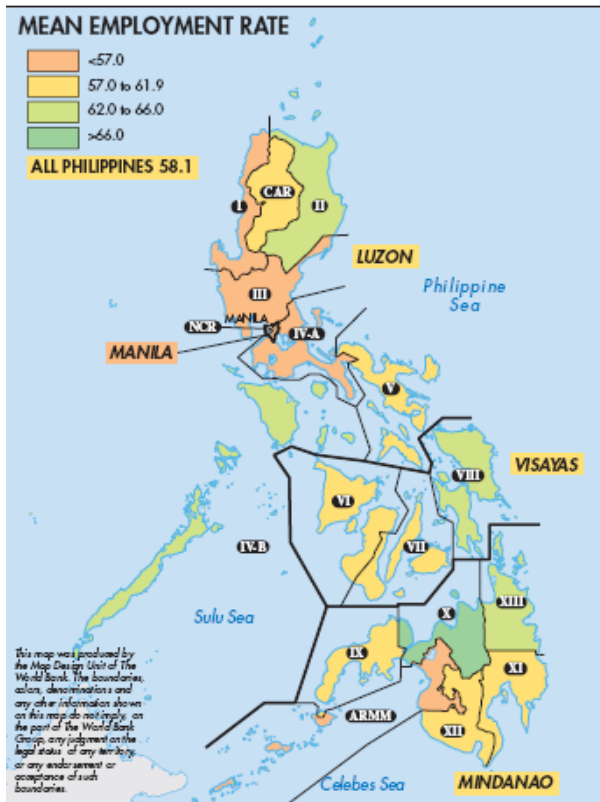 MEAN EMPLOYMENT RATE
<57.0
57.0 to 61.9
62.0 to 66.0
>66.0
ALL PHILIPPINES 58.1
CAR
I
II
LUZON
Philippine
Sea
III
MANILA
NCR
IV-A
MANILA
V
VIII
VISAYAS
VI
VII
IV-B
Sulu Sea
X
XIII
IX
XI
ARMM
XII
Celebes Sea
MINDANAO
This map was produced by
the Map Design Unit of The
World Bank. The boundaries,
colors, denominations and
any other information shown
on this map do not imply, on
the part of The World Bank
Group, any judgment on the
legal status of any territory,
or any endorsement or
acceptance of such
boundaries.